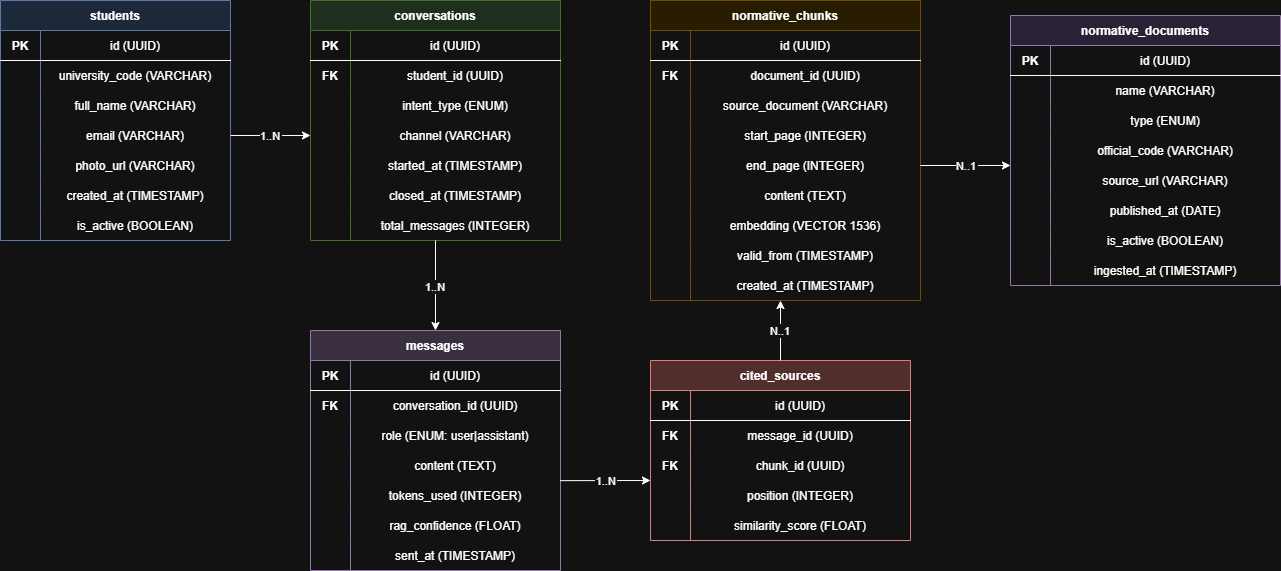 students
PK id (UUID)
university_code (VARCHAR)
full_name (VARCHAR)
email (VARCHAR)
photo_url (VARCHAR)
created_at (TIMESTAMP)
is_active (BOOLEAN)
1..N
conversations
PK id (UUID)
FK student_id (UUID)
intent_type (ENUM)
channel (VARCHAR)
started_at (TIMESTAMP)
closed_at (TIMESTAMP)
total_messages (INTEGER)
1..N
normative_chunks
PK id (UUID)
FK document_id (UUID)
source_document (VARCHAR)
start_page (INTEGER)
end_page (INTEGER)
content (TEXT)
embedding (VECTOR 1536)
valid_from (TIMESTAMP)
created_at (TIMESTAMP)
N..1
normative_documents
PK id (UUID)
name (VARCHAR)
type (ENUM)
official_code (VARCHAR)
source_url (VARCHAR)
published_at (DATE)
is_active (BOOLEAN)
ingested_at (TIMESTAMP)
messages
PK id (UUID)
FK conversation_id (UUID)
role (ENUM: user|assistant)
content (TEXT)
tokens_used (INTEGER)
rag_confidence (FLOAT)
sent_at (TIMESTAMP)
1..N
N..1
cited_sources
PK id (UUID)
FK message_id (UUID)
FK chunk_id (UUID)
position (INTEGER)
similarity_score (FLOAT)